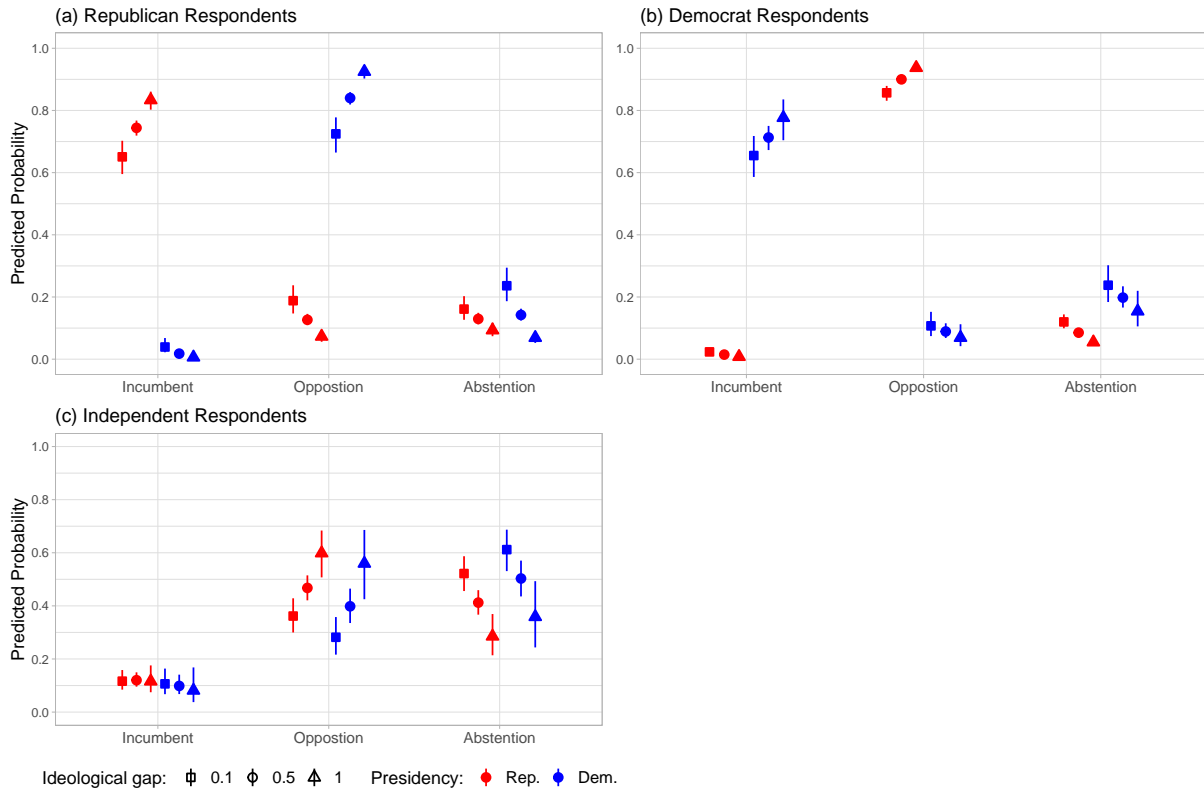 (a) Republican Respondents
Predicted Probability
1.0
0.8
0.6
0.4
0.2
0.0
Incumbent Oppostion Abstention
(b) Democrat Respondents
1.0
0.8
0.6
0.4
0.2
0.0
Incumbent Oppostion Abstention
(c) Independent Respondents
Predicted Probability
1.0
0.8
0.6
0.4
0.2
0.0
Incumbent Oppostion Abstention
Ideological gap: 0.1 0.5 1 Presidency: Rep. Dem.